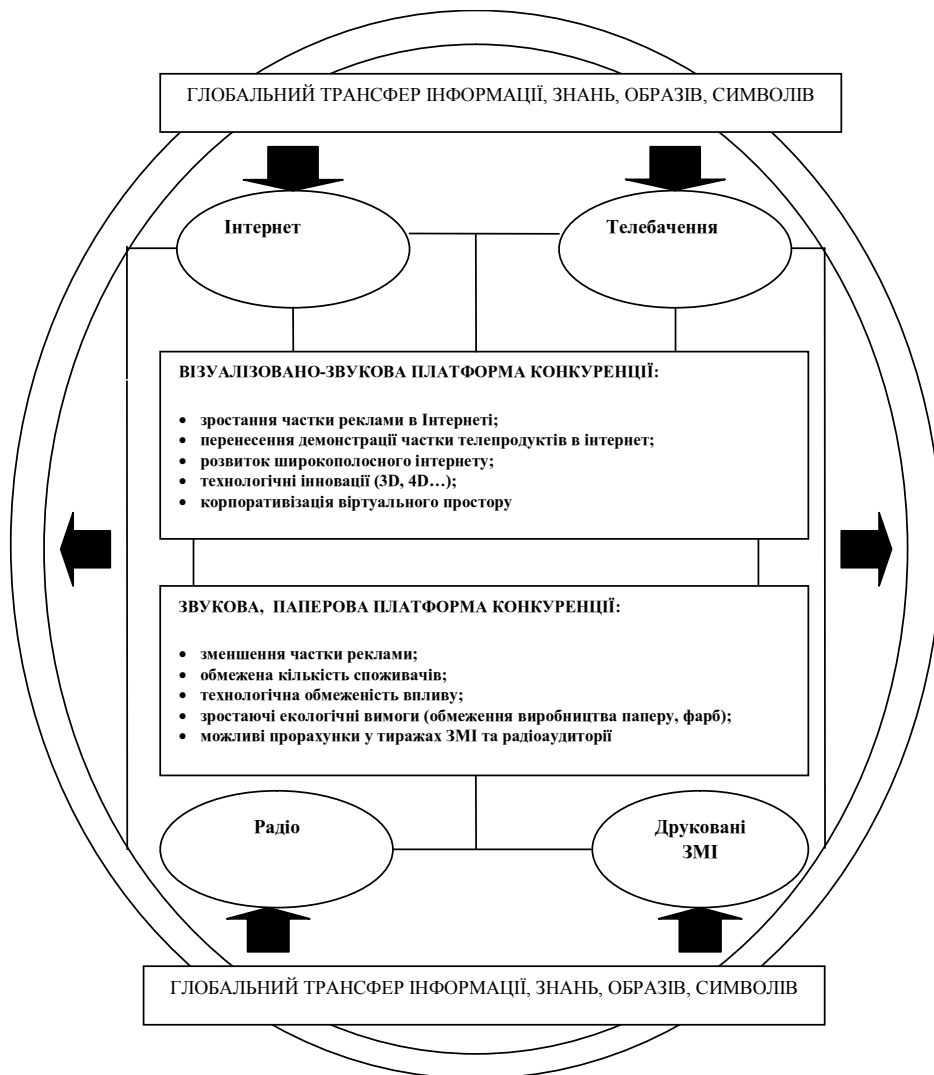 ГЛОБАЛЬНИЙ ТРАНСФЕР ІНФОРМАЦІЇ, ЗНАНЬ, ОБРАЗІВ, СИМВОЛІВ
Інтернет
Телебачення
ВІЗУАЛІЗОВАНО-ЗВУКОВА ПЛАТФОРМА КОНКУРЕНЦІЇ:
• зростання частки реклами в Інтернеті;
• перенесення демонстрації частки телепродуктів в інтернет;
• розвиток широкополосного інтернету;
• технологічні інновації (3D, 4D…);
• корпоративізація віртуального простору
ЗВУКОВА, ПАПЕРОВА ПЛАТФОРМА КОНКУРЕНЦІЇ:
• зменшення частки реклами;
• обмежена кількість споживачів;
• технологічна обмеженість впливу;
• зростаючі екологічні вимоги (обмеження виробництва паперу, фарб);
• можливі прорахунки у тиражах ЗМІ та радіоаудиторії
Радіо
Друковані
ЗМІ
ГЛОБАЛЬНИЙ ТРАНСФЕР ІНФОРМАЦІЇ, ЗНАНЬ, ОБРАЗІВ, СИМВОЛІВ